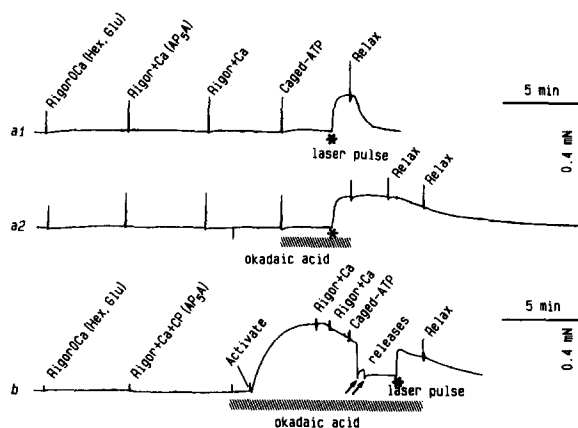 Rigor0Ca (Hex, Glu)
Rigor+Ca (AP5A)
Rigor+Ca
Caged-ATP
Relax
5 min
0.4 mN
a1
laser pulse
Relax
Relax
a2
okadaic acid
Rigor0Ca (Hex, Glu)
Rigor+Ca+CP (AP5A)
Activate
Rigor+Ca
Rigor+Ca
Caged-ATP
releases
Relax
5 min
0.4 mN
b
laser pulse
okadaic acid